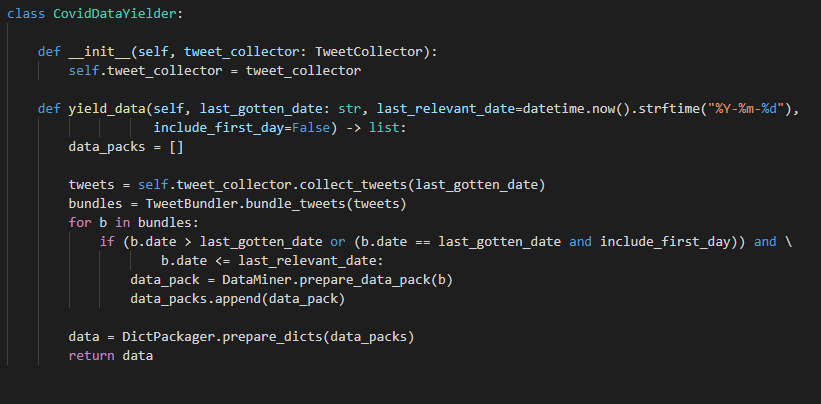 class CovidDataYielder:
    def __init__(self, tweet_collector: TweetCollector):
        self.tweet_collector = tweet_collector
    def yield_data(self, last_gotten_date: str, last_relevant_date=datetime.now().strftime("%Y-%m-%d"),
                   include_first_day=False) -> list:
        data_packs = []
        tweets = self.tweet_collector.collect_tweets(last_gotten_date)
        bundles = TweetBundler.bundle_tweets(tweets)
        for b in bundles:
            if (b.date > last_gotten_date or (b.date == last_gotten_date and include_first_day)) and \
                    b.date <= last_relevant_date:
                data_pack = DataMiner.prepare_data_pack(b)
                data_packs.append(data_pack)
        data = DictPackager.prepare_dicts(data_packs)
        return data